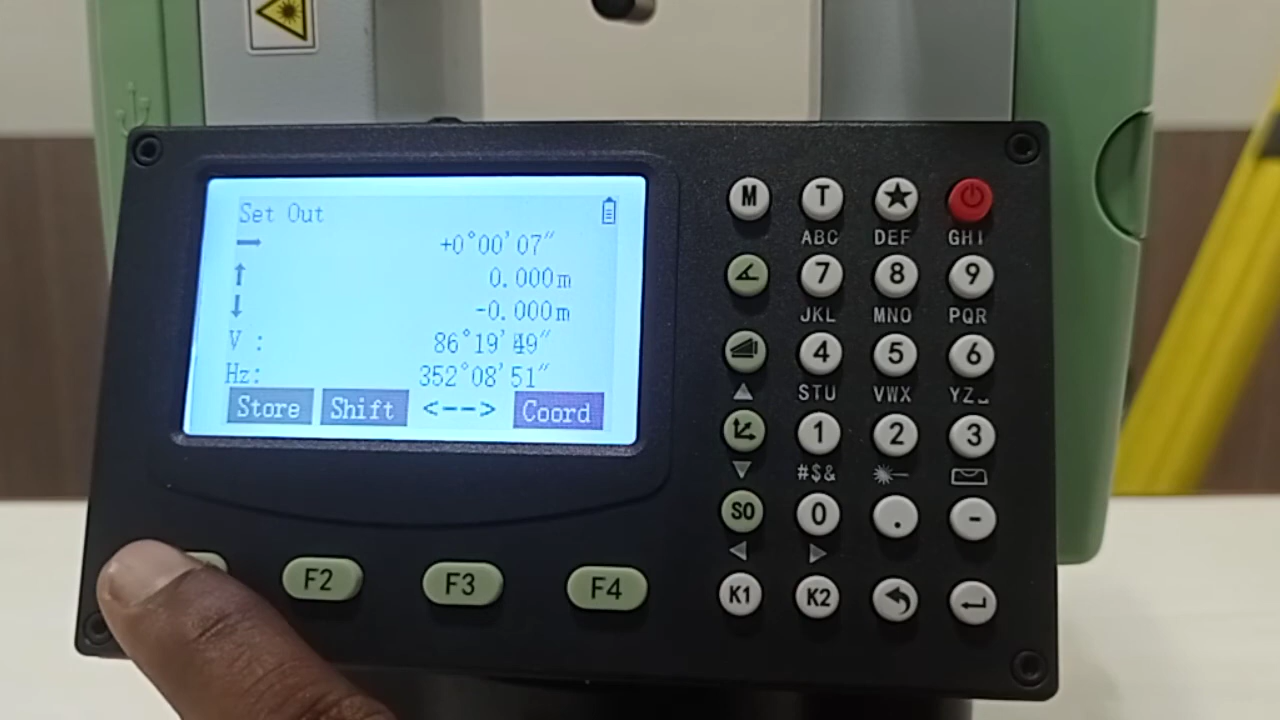 Set Out
→ +0°00'07"
↑ 0.000m
↓ -0.000m
V : 86°19'49"
Hz: 352°08'51"
Store Shift <--> Coord
M T ★
ABC DEF GHI
7 8 9
JKL MNO PQR
4 5 6
STU VWX YZ⎵
1 2 3
#$&
SO 0 . -
F2 F3 F4 K1 K2